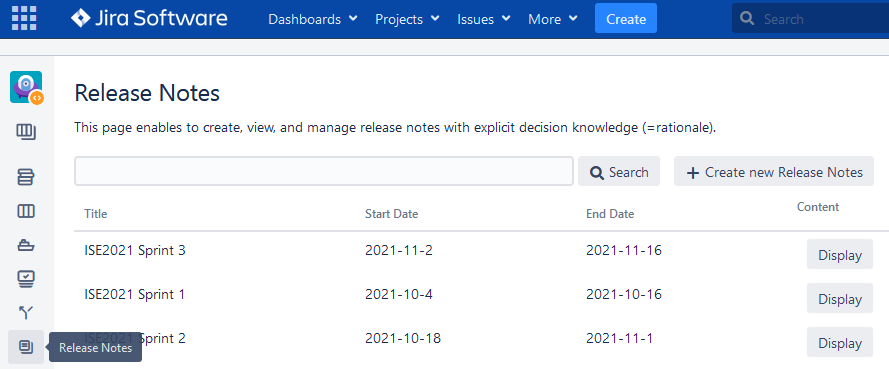 Jira Software Dashboards Projects Issues More Create Search
Release Notes
This page enables to create, view, and manage release notes with explicit decision knowledge (=rationale).
Search + Create new Release Notes
Title Start Date End Date Content
ISE2021 Sprint 3 2021-11-2 2021-11-16 Display
ISE2021 Sprint 1 2021-10-4 2021-10-16 Display
ISE2021 Sprint 2 2021-10-18 2021-11-1 Display
Release Notes